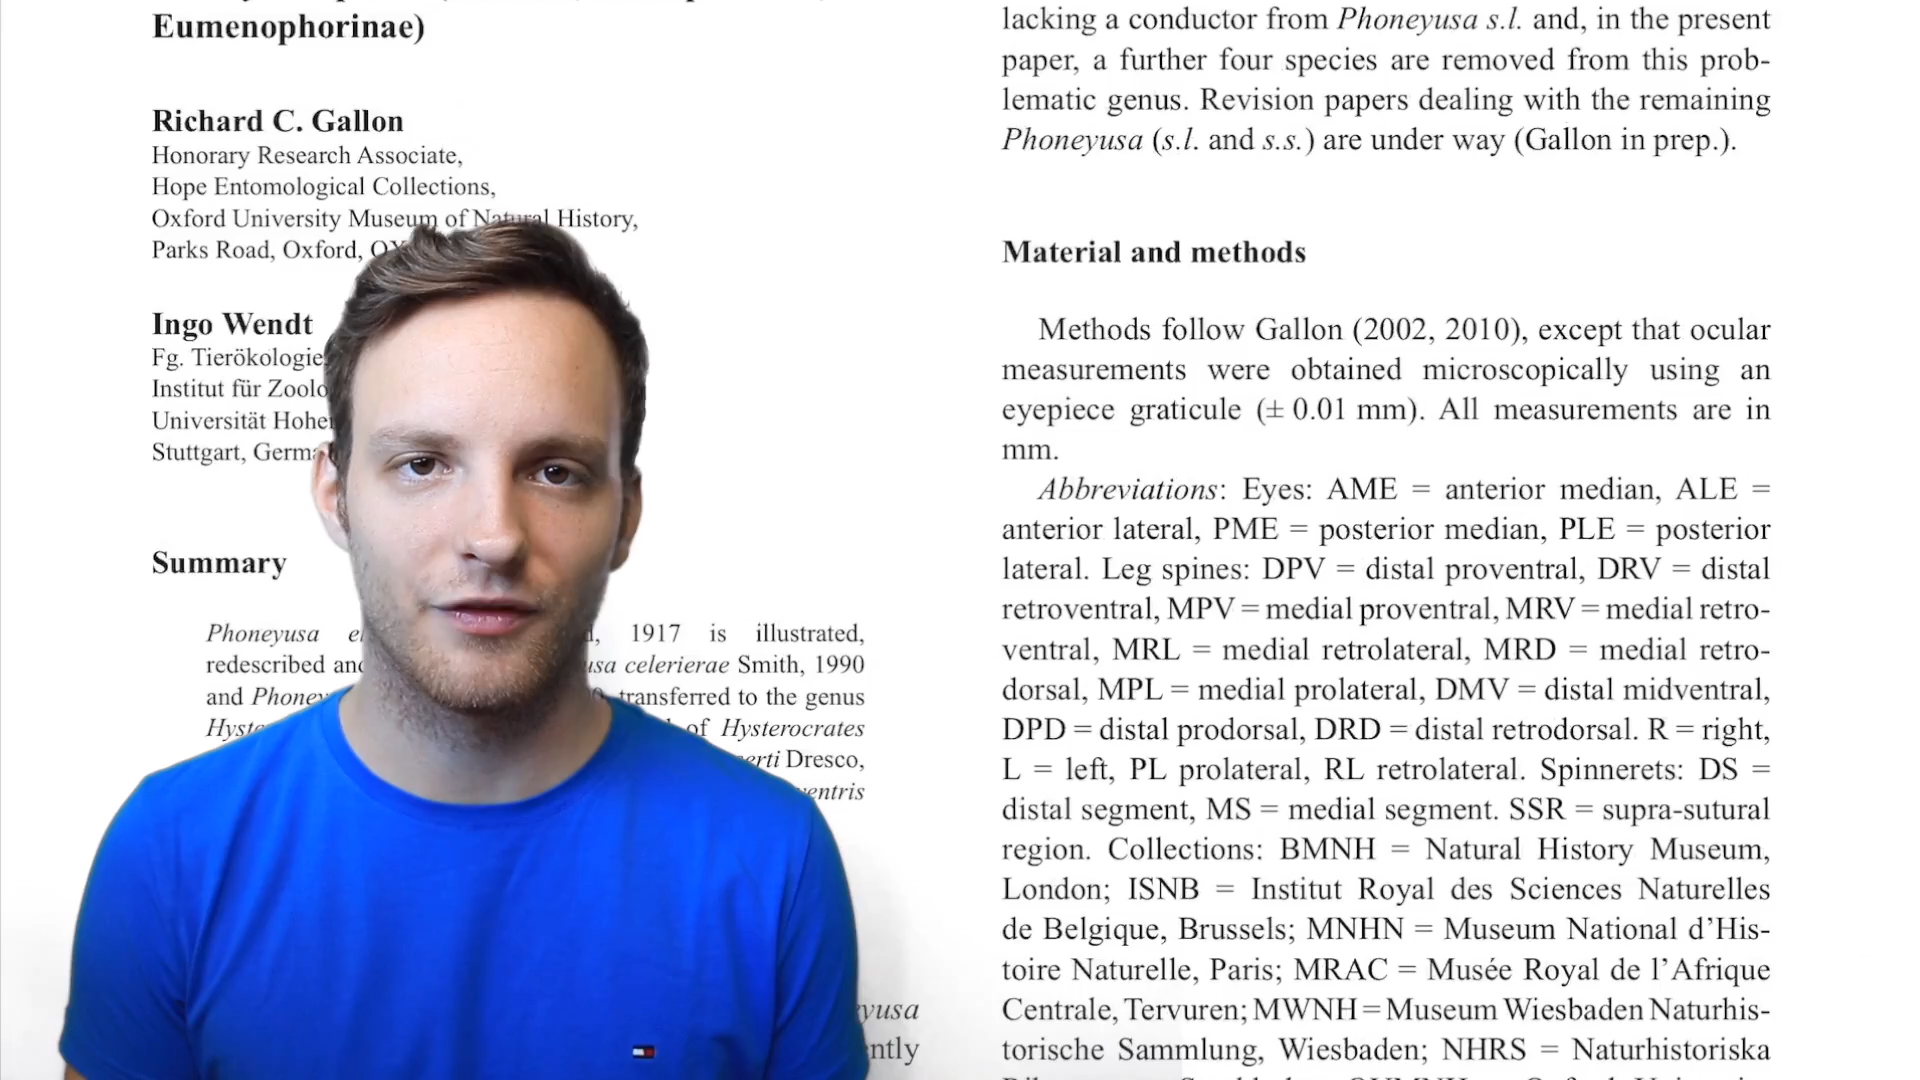 Eumenophorinae)
Richard C. Gallon
Honorary Research Associate,
Hope Entomological Collections,
Oxford University Museum of Natural History,
Parks Road, Oxford,
Ingo Wendt
Fg. Tierökologie
Institut für
Universität
Stuttgart,
Summary
Phoneyusa 1917 is illustrated,
redescribed celerierae Smith, 1990
and transferred to the genus
of Hysterocrates
Dresco,
lacking a conductor from Phoneyusa s.l. and, in the present
paper, a further four species are removed from this prob-
lematic genus. Revision papers dealing with the remaining
Phoneyusa (s.l. and s.s.) are under way (Gallon in prep.).
Material and methods
Methods follow Gallon (2002, 2010), except that ocular
measurements were obtained microscopically using an
eyepiece graticule (± 0.01 mm). All measurements are in
mm.
Abbreviations: Eyes: AME = anterior median, ALE =
anterior lateral, PME = posterior median, PLE = posterior
lateral. Leg spines: DPV = distal proventral, DRV = distal
retroventral, MPV = medial proventral, MRV = medial retro-
ventral, MRL = medial retrolateral, MRD = medial retro-
dorsal, MPL = medial prolateral, DMV = distal midventral,
DPD = distal prodorsal, DRD = distal retrodorsal. R = right,
L = left, PL prolateral, RL retrolateral. Spinnerets: DS =
distal segment, MS = medial segment. SSR = supra-sutural
region. Collections: BMNH = Natural History Museum,
London; ISNB = Institut Royal des Sciences Naturelles
de Belgique, Brussels; MNHN = Museum National d'His-
toire Naturelle, Paris; MRAC = Musée Royal de l'Afrique
Centrale, Tervuren; MWNH = Museum Wiesbaden Naturhis-
torische Sammlung, Wiesbaden; NHRS = Naturhistoriska